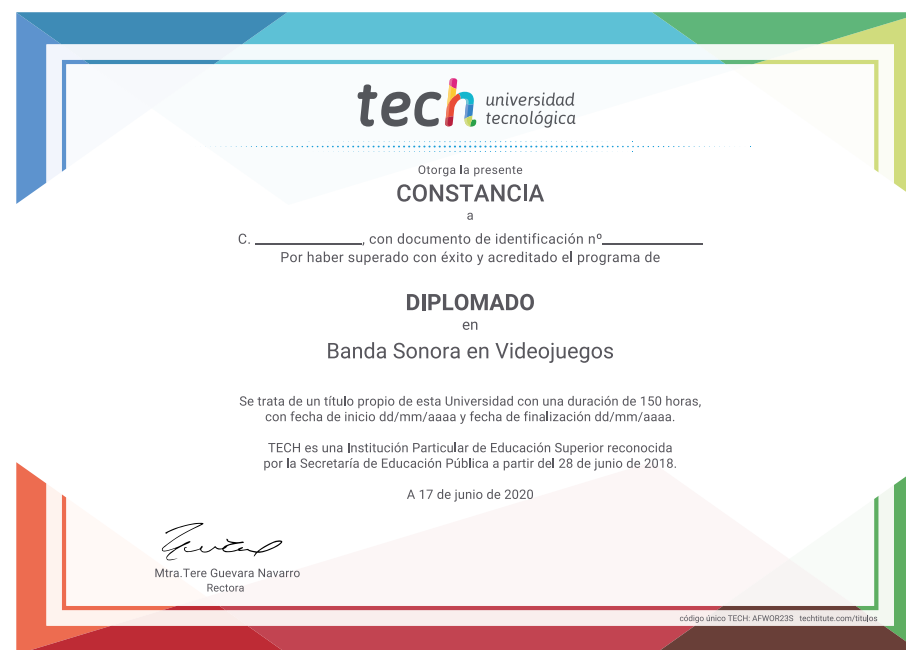 tech universidad
tecnológica
Otorga la presente
CONSTANCIA
a
C. ____________, con documento de identificación nº____________
Por haber superado con éxito y acreditado el programa de
DIPLOMADO
en
Banda Sonora en Videojuegos
Se trata de un título propio de esta Universidad con una duración de 150 horas,
con fecha de inicio dd/mm/aaaa y fecha de finalización dd/mm/aaaa.
TECH es una Institución Particular de Educación Superior reconocida
por la Secretaría de Educación Pública a partir del 28 de junio de 2018.
A 17 de junio de 2020
Mtra.Tere Guevara Navarro
Rectora
código único TECH: AFWOR23S techtitute.com/titulos